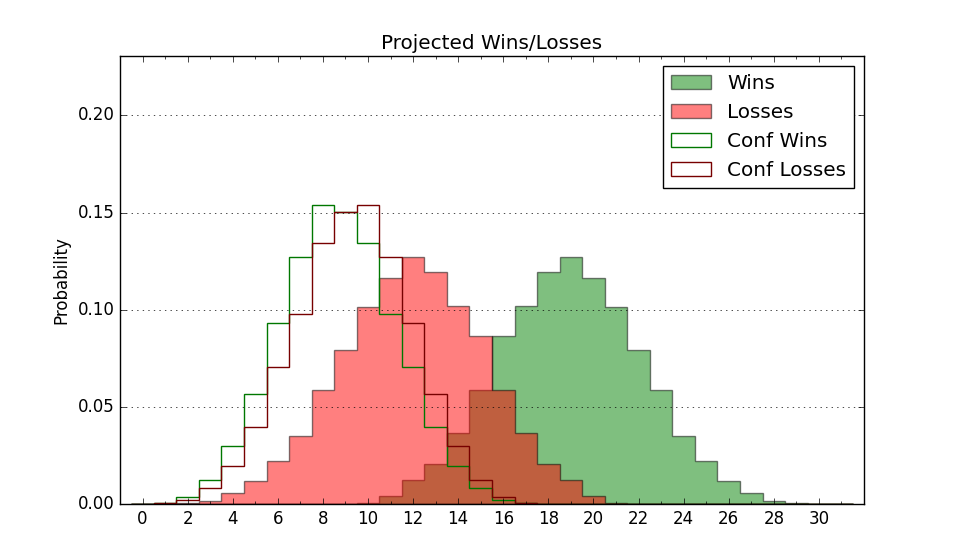 Projected Wins/Losses
Wins
Losses
Conf Wins
Conf Losses
Probability
0.20
0.15
0.10
0.05
0.00
0 2 4 6 8 10 12 14 16 18 20 22 24 26 28 30